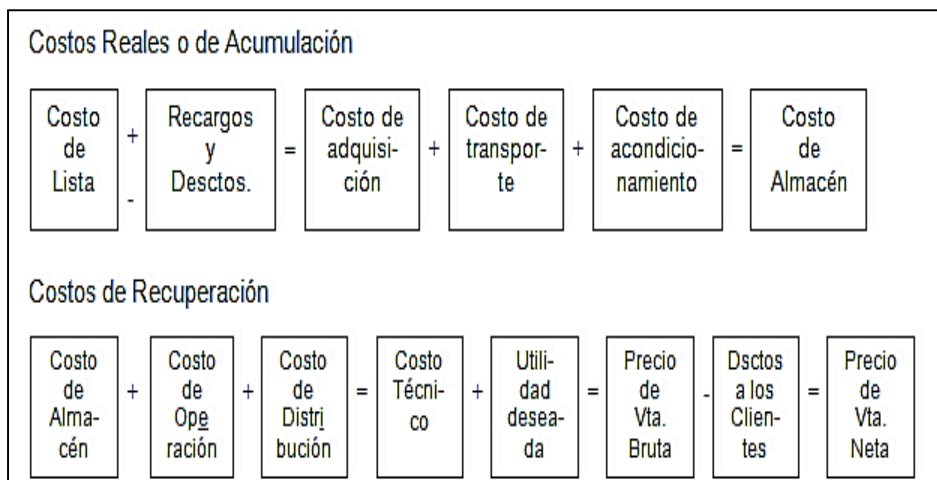 Costos Reales o de Acumulación
Costo de Lista
+
-
Recargos y Desctos.
=
Costo de adquisi- ción
+
Costo de transpor- te
+
Costo de acondicio- namiento
=
Costo de Almacén
Costos de Recuperación
Costo de Alma- cén
+
Costo de Ope ración
+
Costo de Distri bución
=
Costo Técni- co
+
Utili- dad desea- da
=
Precio de Vta. Bruta
-
Dsctos a los Clien- tes
=
Precio de Vta. Neta